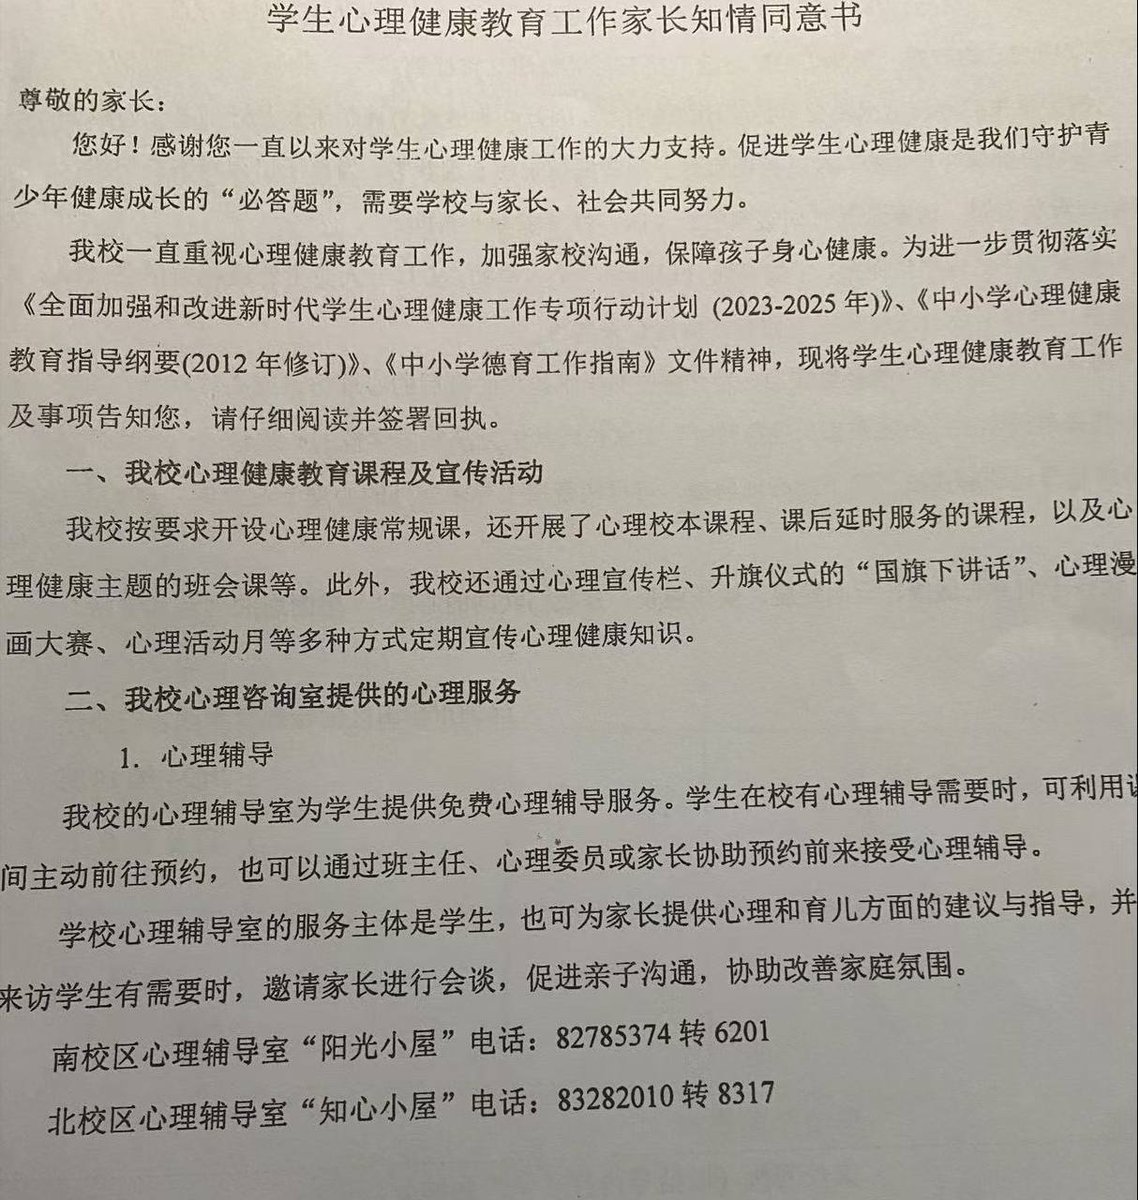 学生心理健康教育工作家长知情同意书
尊敬的家长：
您好！感谢您一直以来对学生心理健康工作的大力支持。促进学生心理健康是我们守护青
少年健康成长的“必答题”，需要学校与家长、社会共同努力。
我校一直重视心理健康教育工作，加强家校沟通，保障孩子身心健康。为进一步贯彻落实
《全面加强和改进新时代学生心理健康工作专项行动计划 (2023-2025 年)》、《中小学心理健康
教育指导纲要(2012 年修订)》、《中小学德育工作指南》文件精神，现将学生心理健康教育工作
及事项告知您，请仔细阅读并签署回执。
一、我校心理健康教育课程及宣传活动
我校按要求开设心理健康常规课，还开展了心理校本课程、课后延时服务的课程，以及心
理健康主题的班会课等。此外，我校还通过心理宣传栏、升旗仪式的“国旗下讲话”、心理漫
画大赛、心理活动月等多种方式定期宣传心理健康知识。
二、我校心理咨询室提供的心理服务
1. 心理辅导
我校的心理辅导室为学生提供免费心理辅导服务。学生在校有心理辅导需要时，可利用
间主动前往预约，也可以通过班主任、心理委员或家长协助预约前来接受心理辅导。
学校心理辅导室的服务主体是学生，也可为家长提供心理和育儿方面的建议与指导，并
来访学生有需要时，邀请家长进行会谈，促进亲子沟通，协助改善家庭氛围。
南校区心理辅导室“阳光小屋”电话：82785374 转 6201
北校区心理辅导室“知心小屋”电话：83282010 转 8317